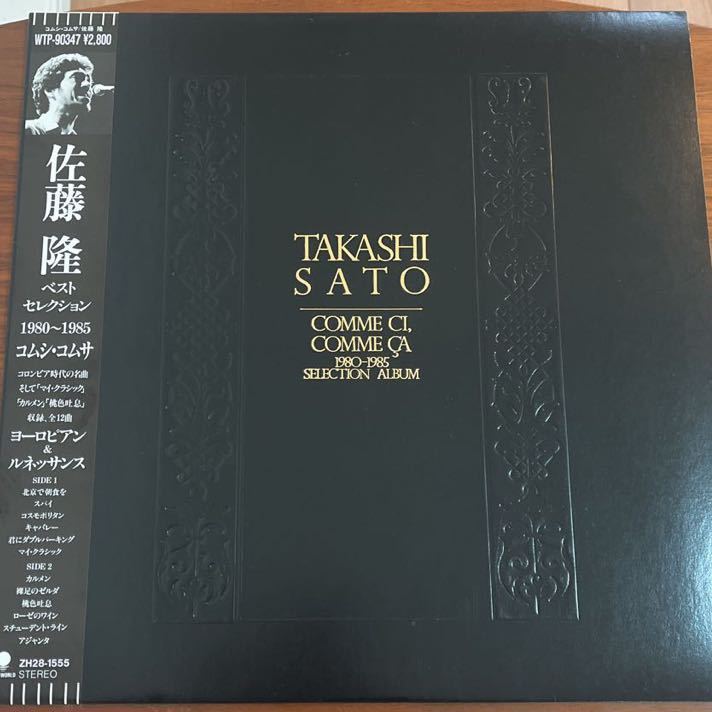 コムシ・コムサ/佐藤 隆
WTP-90347 ¥2,800
佐藤 隆
ベスト
セレクション
1980〜1985
コムシ・コムサ
コロンビア時代の名曲
そして「マイ・クラシック」
「カルメン」「桃色吐息」
収録、全12曲
ヨーロピアン
&
ルネッサンス
SIDE 1
北京で朝食を
スパイ
コスモポリタン
キャバレー
君にダブルパーキング
マイ・クラシック
SIDE 2
カルメン
裸足のゼルダ
桃色吐息
ローゼのワイン
スチューデント・ライン
アジャンタ
ZH28-1555
WORLD STEREO
TAKASHI
SATO
COMME CI,
COMME ÇA
1980-1985
SELECTION ALBUM